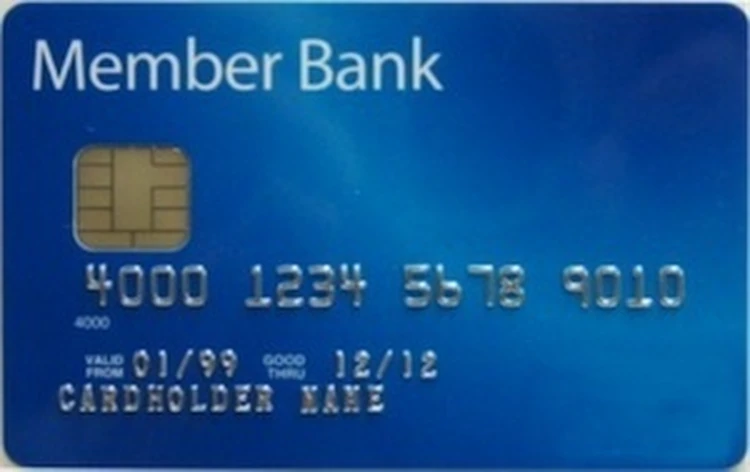 Member Bank
4000 1234 5678 9010
4000
VALID FROM 01/99 GOOD THRU 12/12
CARDHOLDER NAME